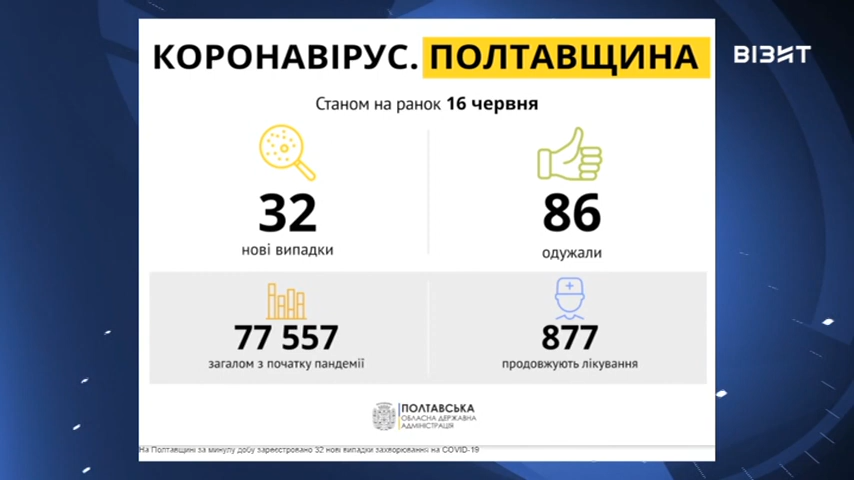 КОРОНАВІРУС. ПОЛТАВЩИНА
ВІЗИТ
Станом на ранок 16 червня
32
нові випадки
86
одужали
77 557
загалом з початку пандемії
877
продовжують лікування
ПОЛТАВСЬКА
ОБЛАСНА ДЕРЖАВНА
АДМІНІСТРАЦІЯ
На Полтавщині за минулу добу зареєстровано 32 нові випадки захворювання на COVID-19